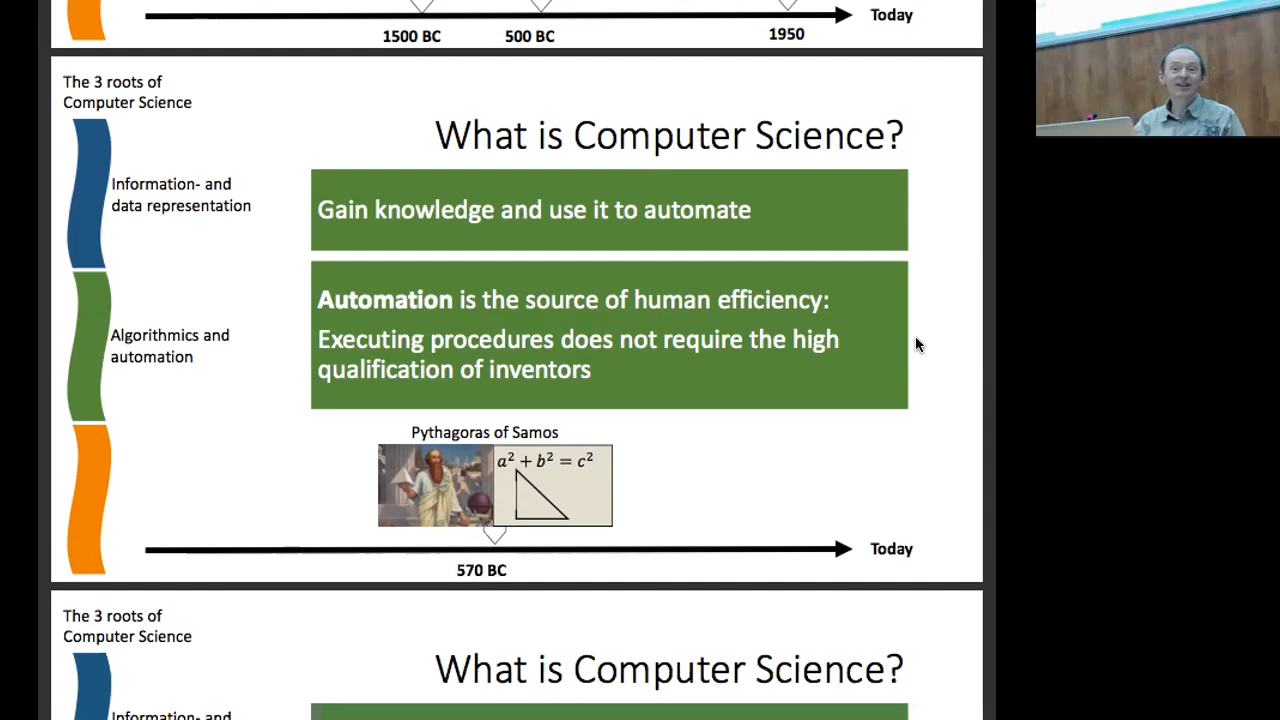 Today
1500 BC
500 BC
1950
The 3 roots of
Computer Science
What is Computer Science?
Information- and
data representation
Gain knowledge and use it to automate
Automation is the source of human efficiency:
Executing procedures does not require the high
qualification of inventors
Algorithmics and
automation
Pythagoras of Samos
a² + b² = c²
Today
570 BC
The 3 roots of
Computer Science
What is Computer Science?
Information- and